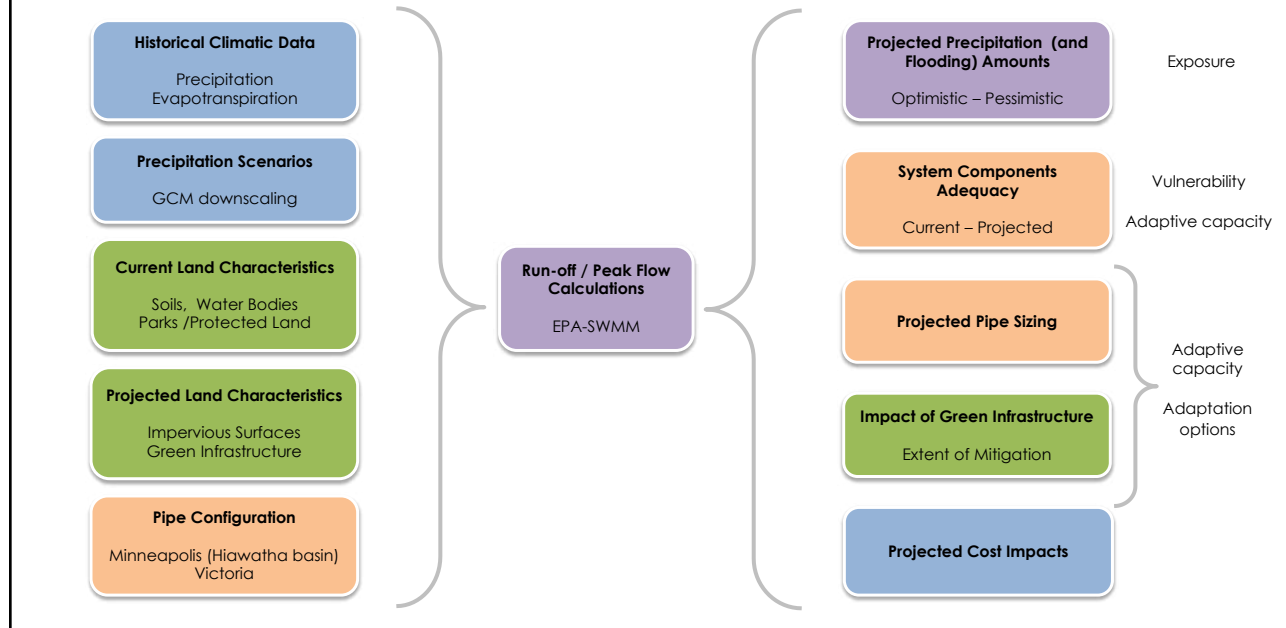 Historical Climatic Data
Precipitation
Evapotranspiration
Precipitation Scenarios
GCM downscaling
Current Land Characteristics
Soils, Water Bodies
Parks /Protected Land
Projected Land Characteristics
Impervious Surfaces
Green Infrastructure
Pipe Configuration
Minneapolis (Hiawatha basin)
Victoria
Run-off / Peak Flow
Calculations
EPA-SWMM
Projected Precipitation (and
Flooding) Amounts
Optimistic – Pessimistic
Exposure
System Components
Adequacy
Current – Projected
Vulnerability
Adaptive capacity
Projected Pipe Sizing
Impact of Green Infrastructure
Extent of Mitigation
Adaptive
capacity
Adaptation
options
Projected Cost Impacts